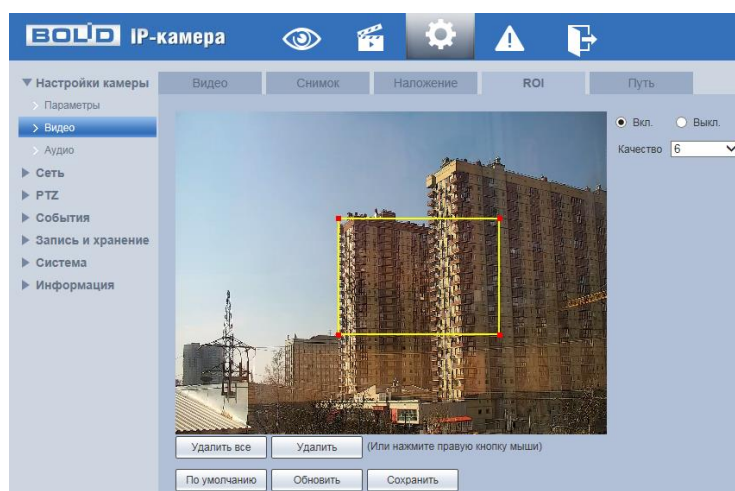 BOLID IP-камера
Настройки камеры
Параметры
Видео
Аудио
Сеть
PTZ
События
Запись и хранение
Система
Информация
Видео Снимок Наложение ROI Путь
Вкл. Выкл.
Качество 6
Удалить все Удалить (Или нажмите правую кнопку мыши)
По умолчанию Обновить Сохранить